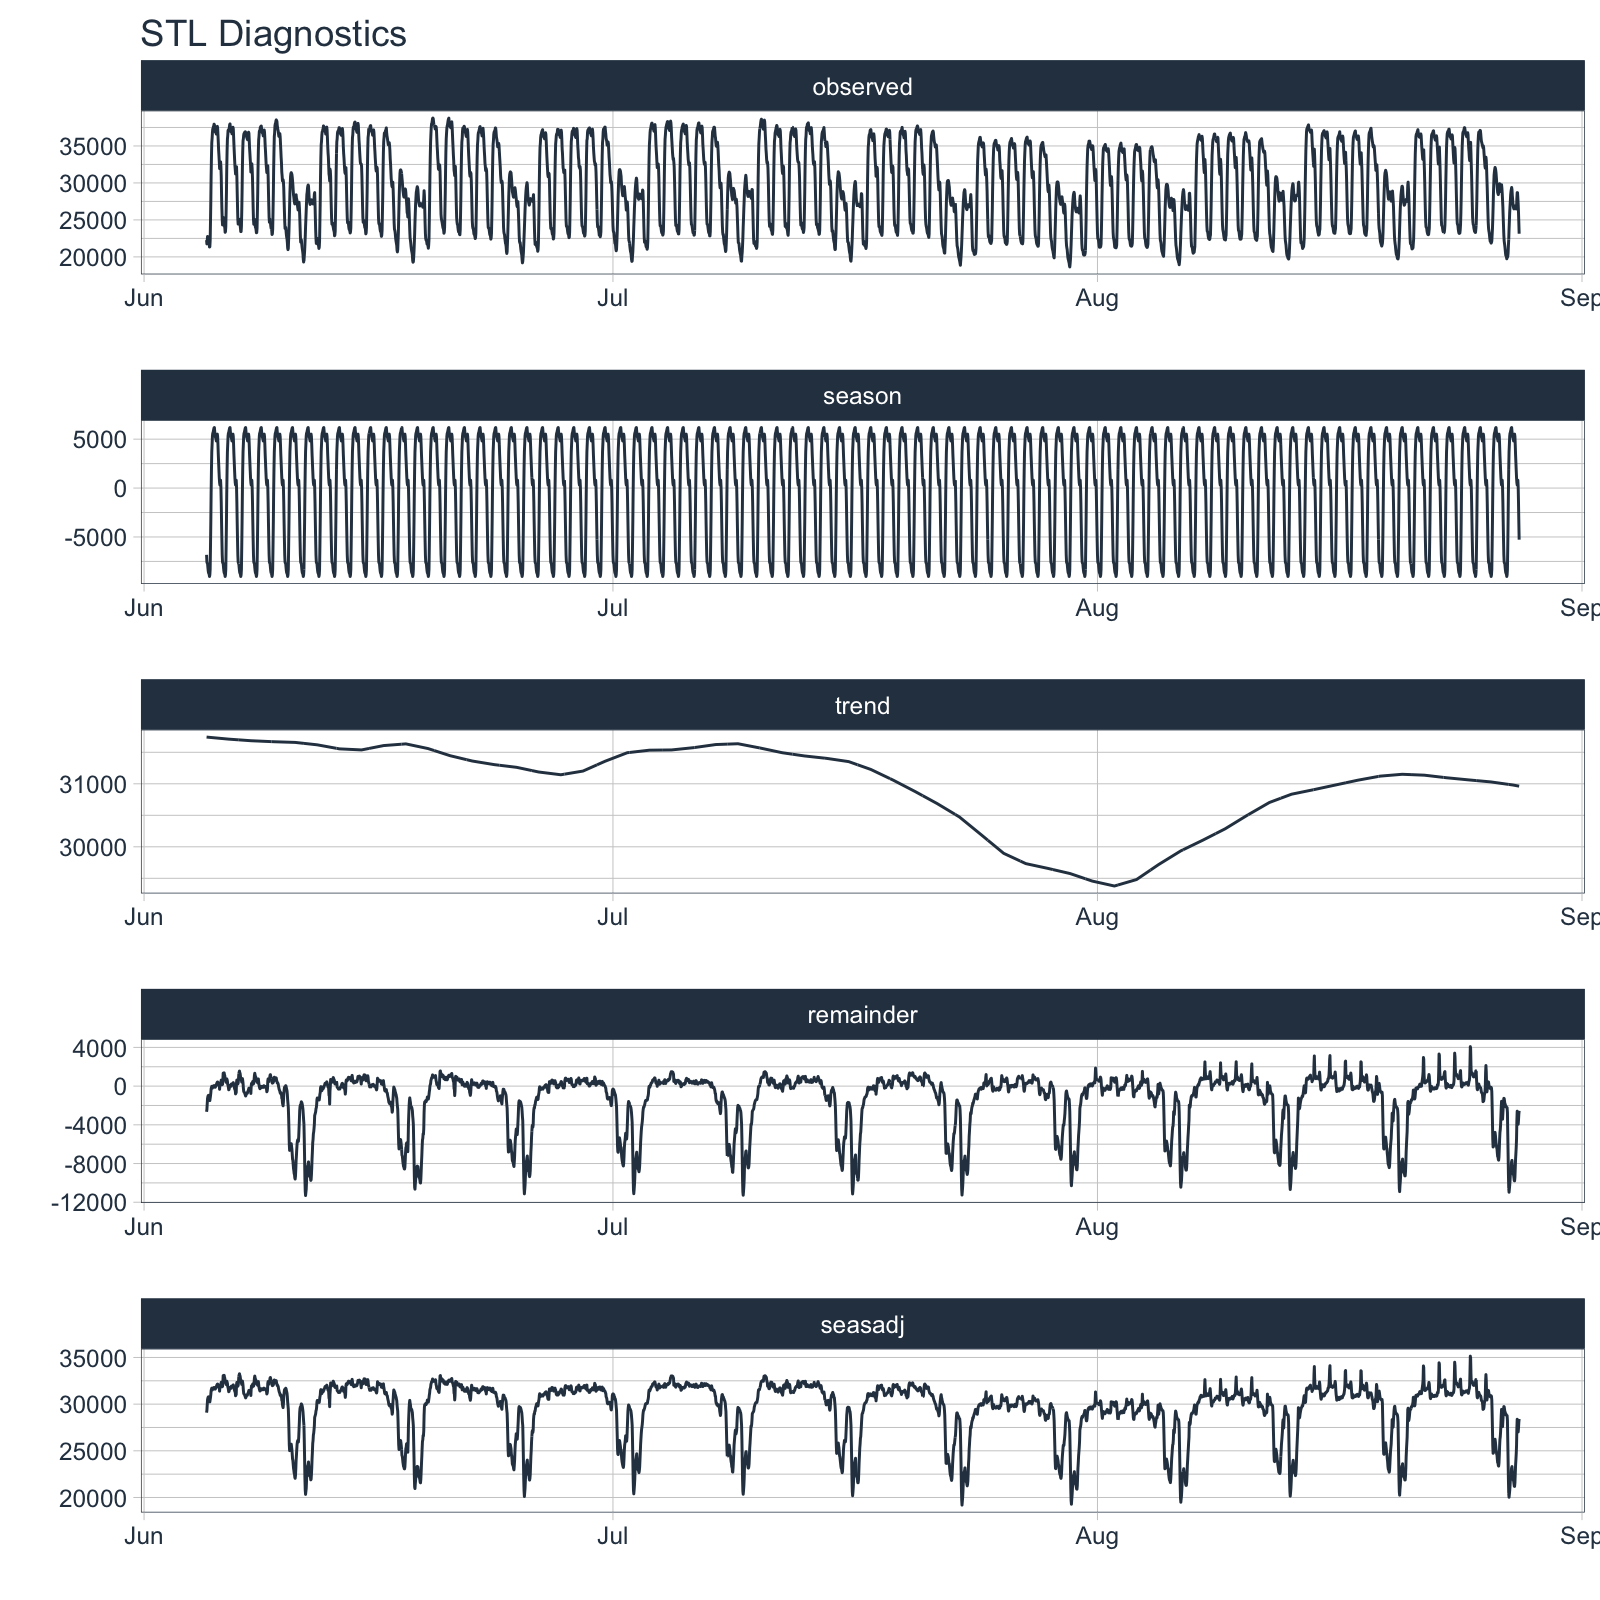 STL Diagnostics
observed
35000
30000
25000
20000
Jun Jul Aug Sep
season
5000
0
-5000
Jun Jul Aug Sep
trend
31000
30000
Jun Jul Aug Sep
remainder
4000
0
-4000
-8000
-12000
Jun Jul Aug Sep
seasadj
35000
30000
25000
20000
Jun Jul Aug Sep